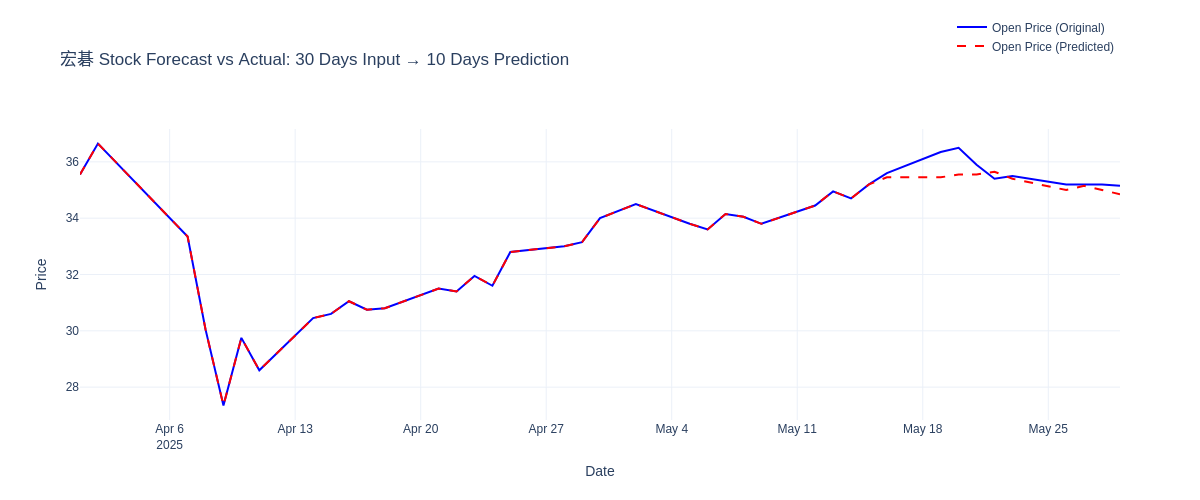 宏碁 Stock Forecast vs Actual: 30 Days Input → 10 Days Prediction
Open Price (Original)
Open Price (Predicted)
Price
36
34
32
30
28
Apr 6
2025
Apr 13
Apr 20
Apr 27
May 4
May 11
May 18
May 25
Date